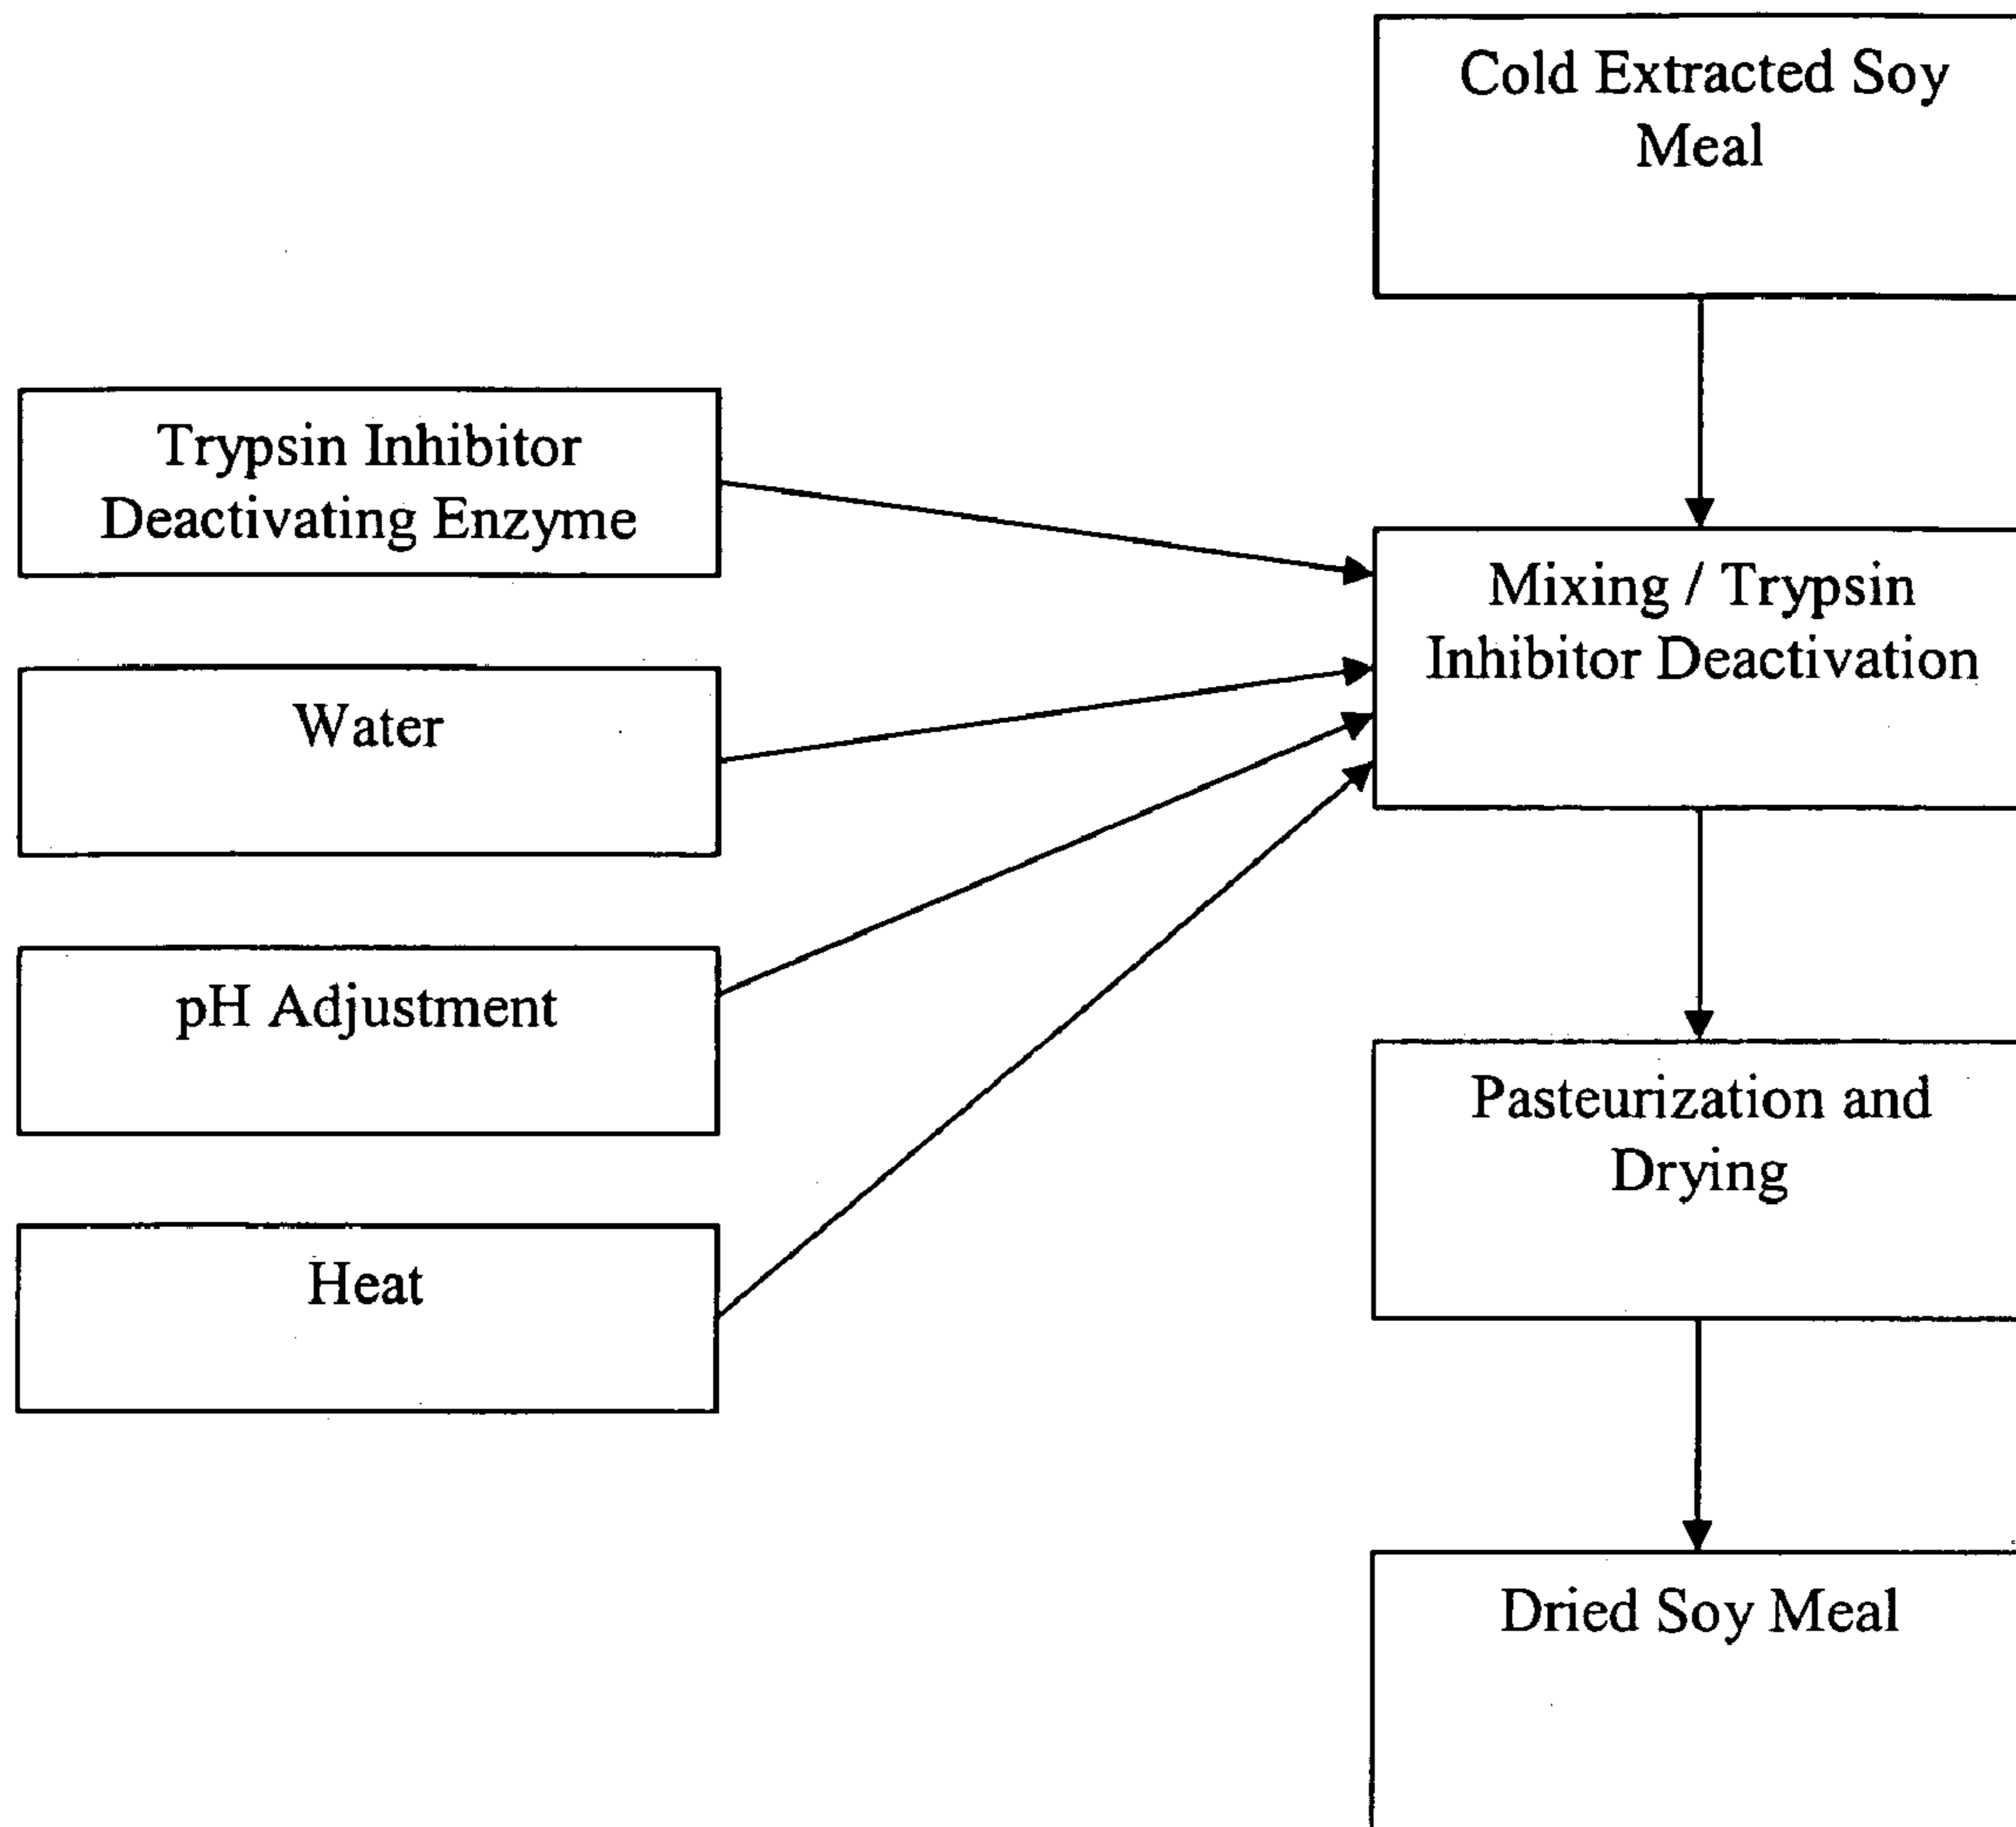 Cold Extracted Soy
Meal
Trypsin Inhibitor
Deactivating Enzyme
Mixing / Trypsin
Inhibitor Deactivation
Water
pH Adjustment
Pasteurization and
Drying
Heat
Dried Soy Meal